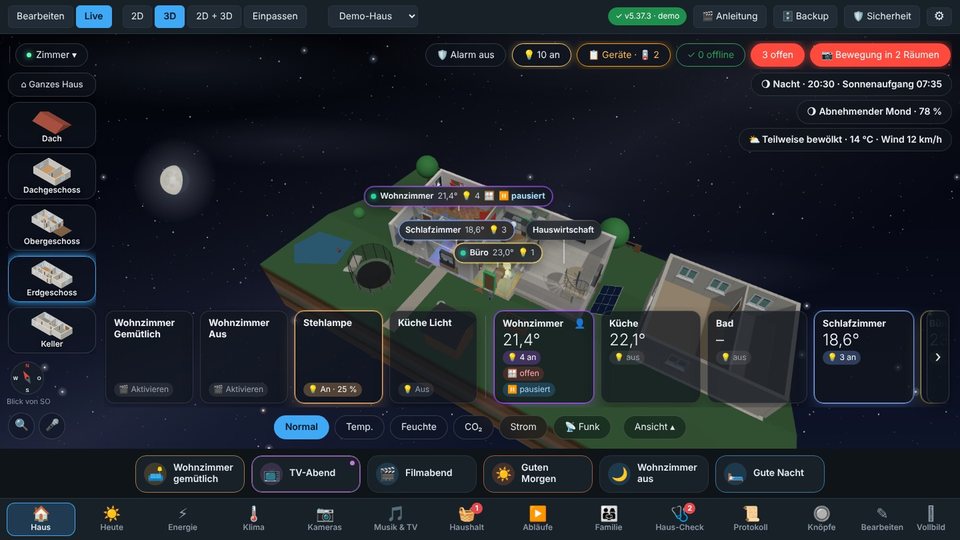 Bearbeiten Live 2D 3D 2D + 3D Einpassen Demo-Haus ✓ v5.37.3 · demo Anleitung Backup Sicherheit
Zimmer ▾ Alarm aus 10 an Geräte · 2 ✓ 0 offline 3 offen Bewegung in 2 Räumen
⌂ Ganzes Haus
Nacht · 20:30 · Sonnenaufgang 07:35
Abnehmender Mond · 78 %
Teilweise bewölkt · 14 °C · Wind 12 km/h
Dach
Dachgeschoss
Obergeschoss
Erdgeschoss
Keller
Wohnzimmer 21,4° 4 pausiert
Schlafzimmer 18,6° 3
Hauswirtschaft
Büro 23,0° 1
Wohnzimmer Gemütlich
Aktivieren
Wohnzimmer Aus
Aktivieren
Stehlampe
An · 25 %
Küche Licht
Aus
Wohnzimmer
21,4°
4 an
offen
pausiert
Küche
22,1°
aus
Bad
–
aus
Schlafzimmer
18,6°
3 an
›
N
W O
S
Blick von SO
Normal Temp. Feuchte CO₂ Strom Funk Ansicht ▴
Wohnzimmer gemütlich
TV-Abend
Filmabend
Guten Morgen
Wohnzimmer aus
Gute Nacht
Haus
Heute
Energie
Klima
Kameras
Musik & TV
1
Haushalt
Abläufe
Familie
2
Haus-Check
Protokoll
Knöpfe
Bearbeiten
Vollbild